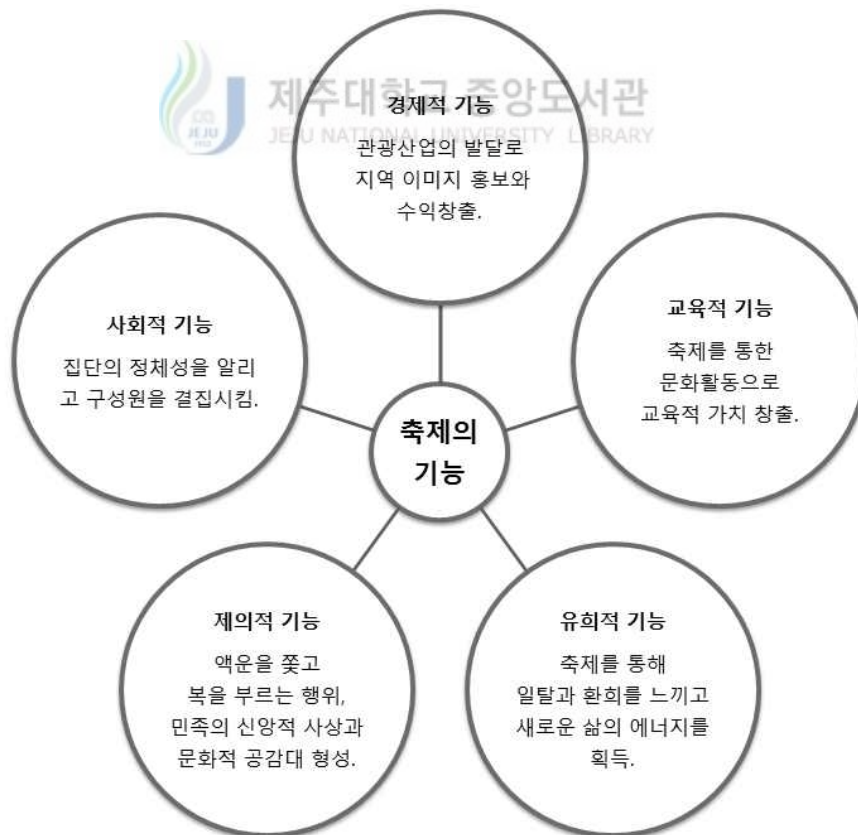 제주대학교 중앙도서관
JEJU NATIONAL UNIVERSITY LIBRARY
JEJU
경제적 기능
관광산업의 발달로
지역 이미지 홍보와
수익창출.
사회적 기능
집단의 정체성을 알리
고 구성원을 결집시킴.
교육적 기능
축제를 통한
문화활동으로
교육적 가치 창출.
축제의
기능
제의적 기능
액운을 쫓고
복을 부르는 행위,
민족의 신앙적 사상과
문화적 공감대 형성.
유희적 기능
축제를 통해
일탈과 환희를 느끼고
새로운 삶의 에너지를
획득.